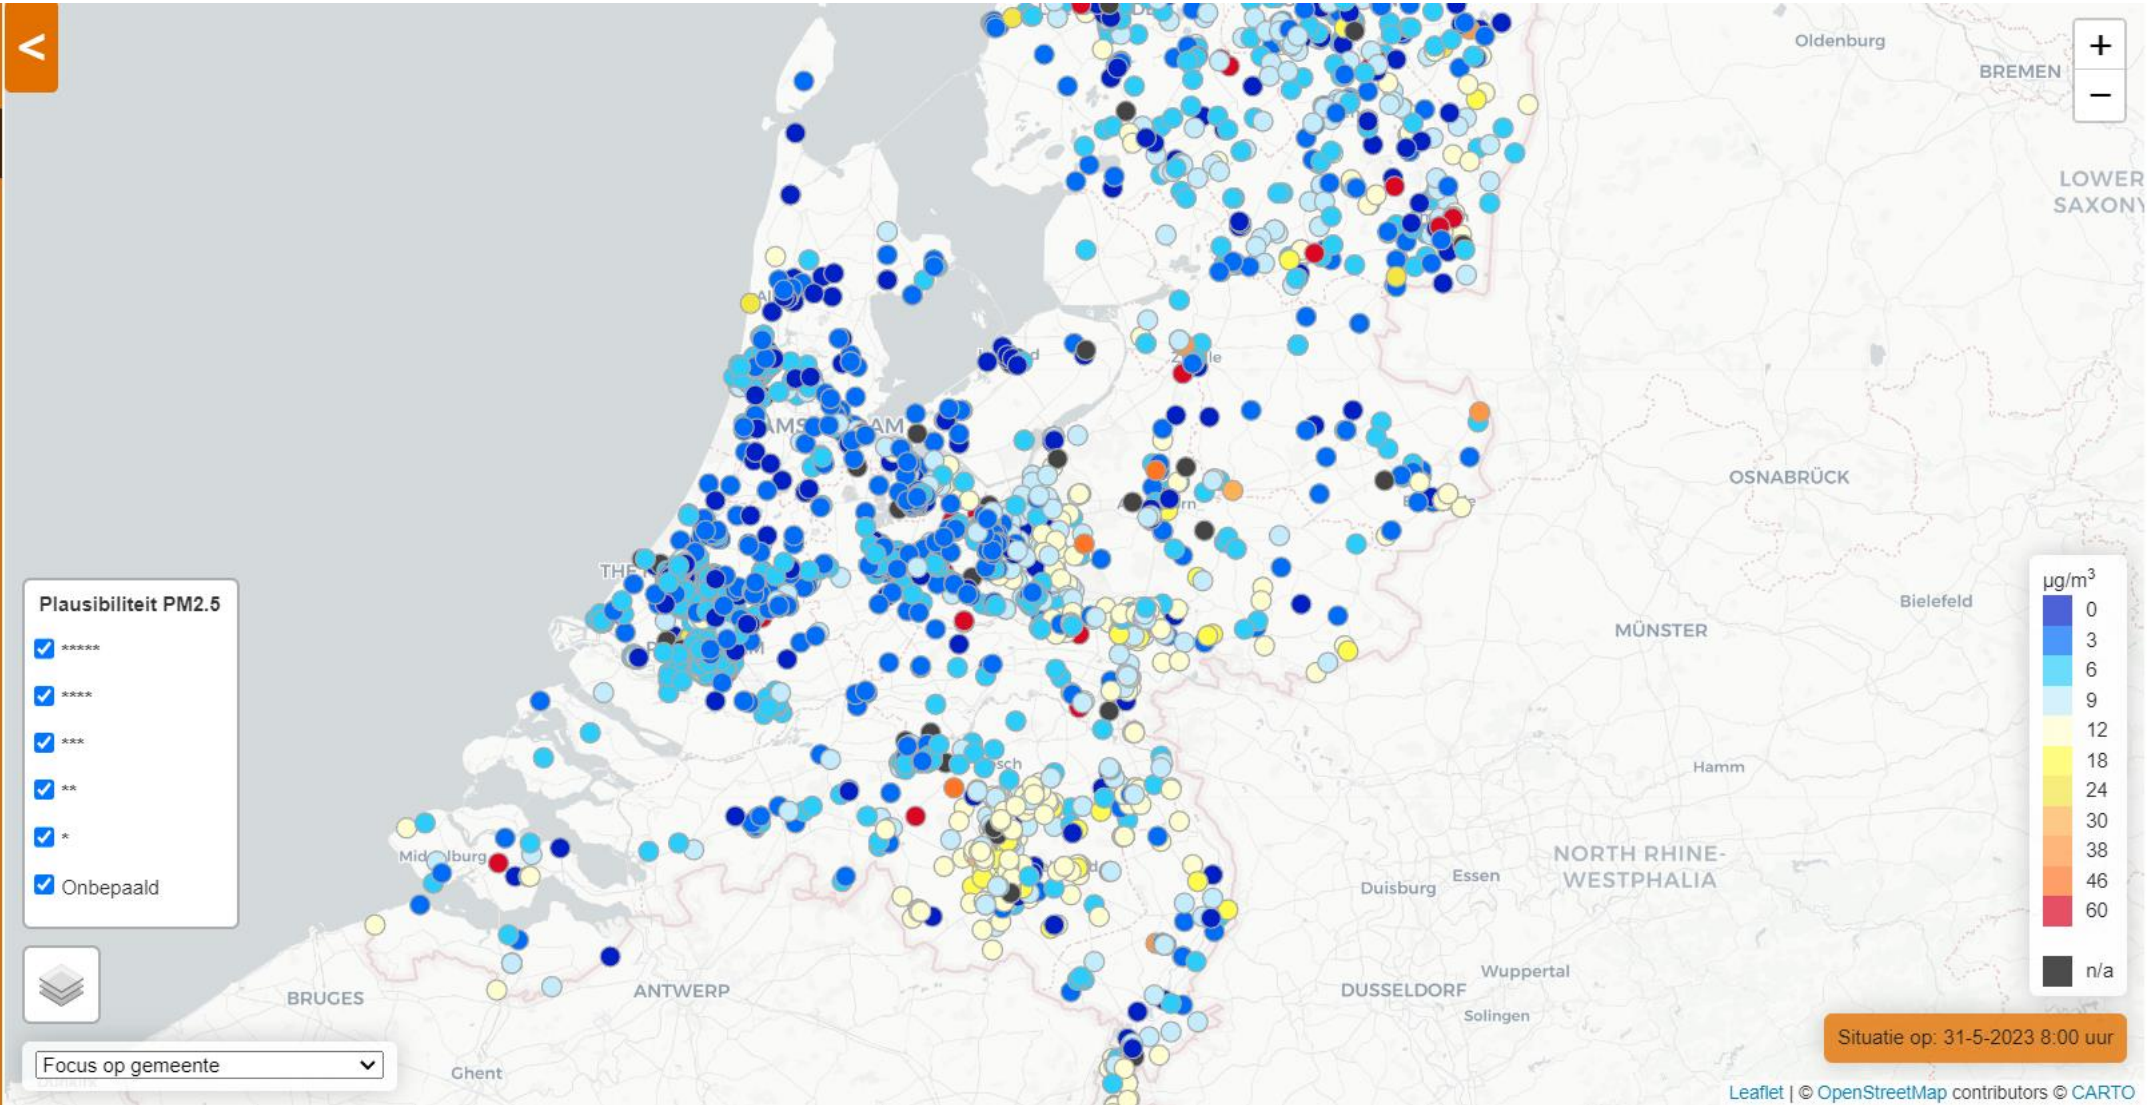 <
Oldenburg
BREMEN
+
−
LOWER
SAXONY
OSNABRÜCK
Plausibiliteit PM2.5
*****
****
***
**
*
Onbepaald
µg/m³
0
3
6
9
12
18
24
30
38
46
60
n/a
Bielefeld
MÜNSTER
Hamm
NORTH RHINE-
WESTPHALIA
Duisburg
Essen
Wuppertal
DUSSELDORF
Solingen
BRUGES
ANTWERP
Ghent
Focus op gemeente
Situatie op: 31-5-2023 8:00 uur
Leaflet | © OpenStreetMap contributors © CARTO